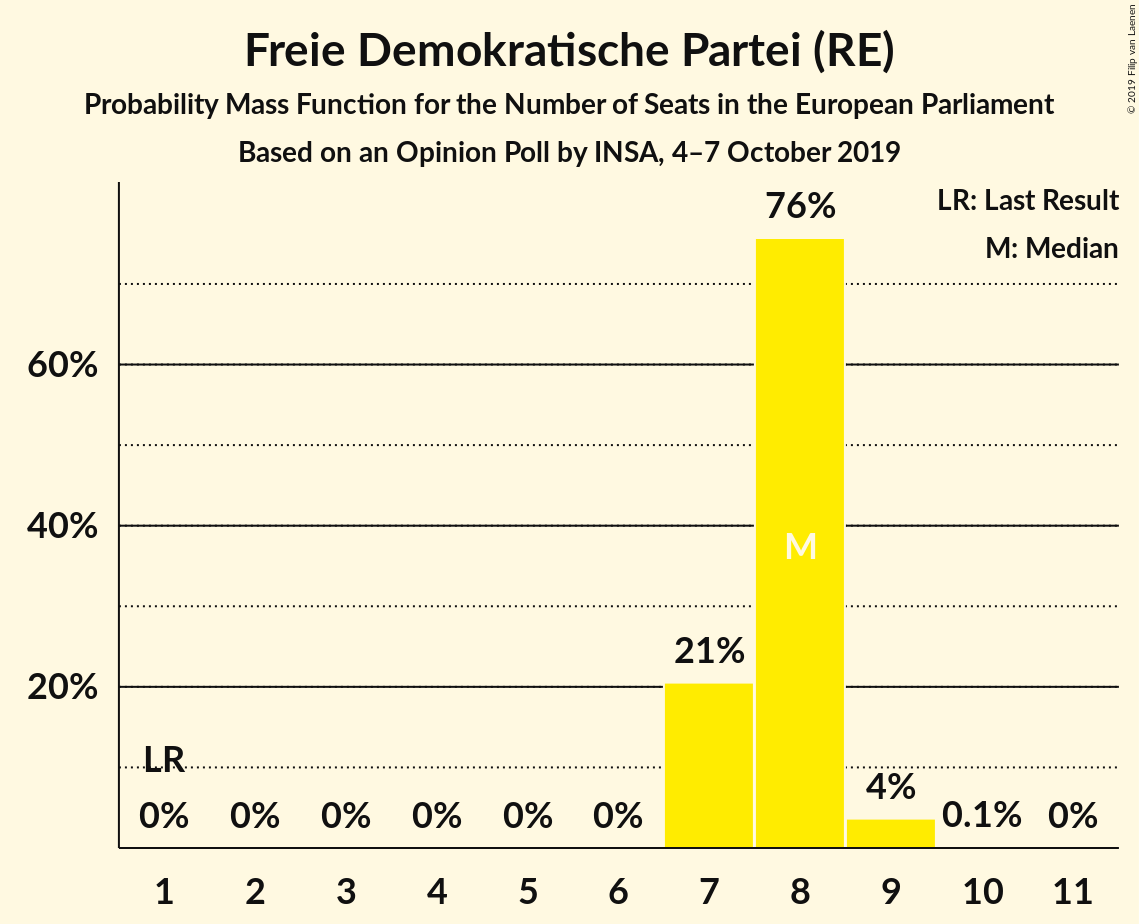 Freie Demokratische Partei (RE)
Probability Mass Function for the Number of Seats in the European Parliament
Based on an Opinion Poll by INSA, 4–7 October 2019
© 2019 Filip van Laenen
LR: Last Result
M: Median
76%
60%
40%
M
21%
20%
LR
4%
0% 0% 0% 0% 0% 0% 0.1% 0%
1 2 3 4 5 6 7 8 9 10 11